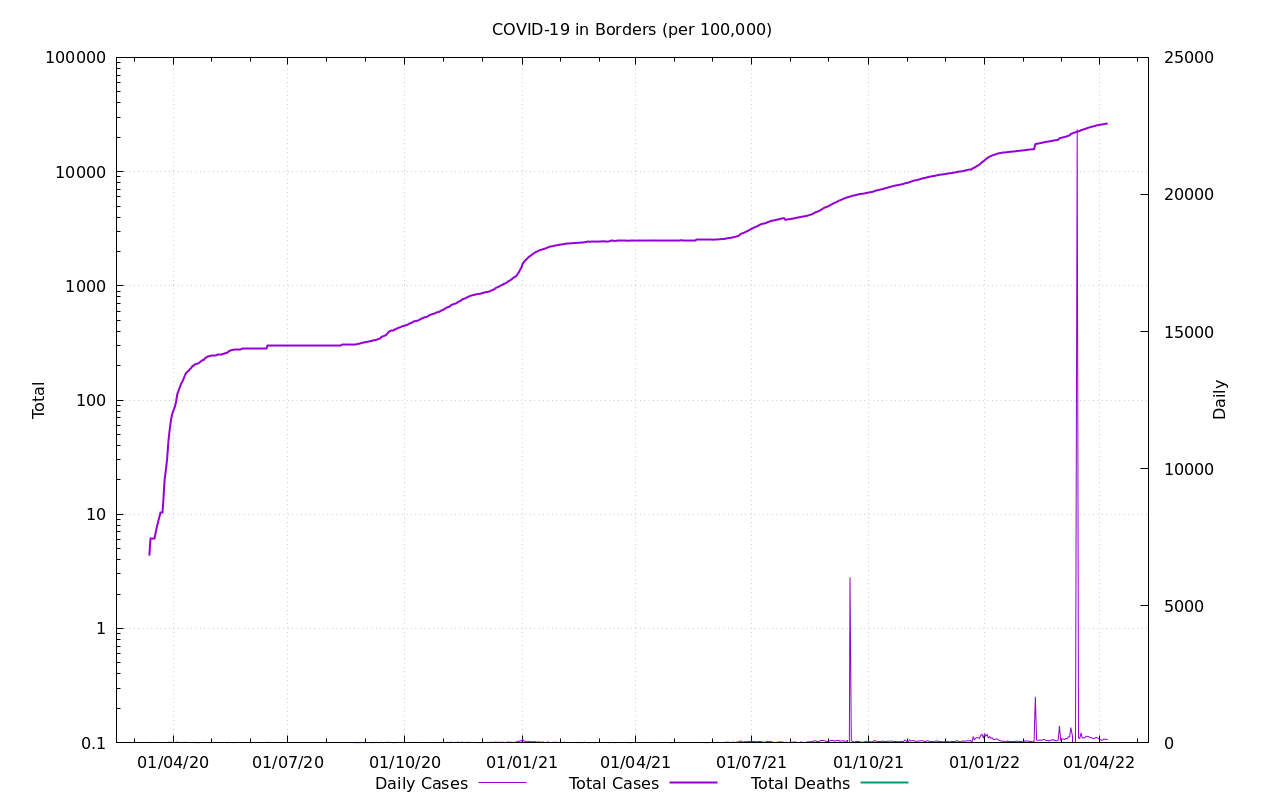 COVID-19 in Borders (per 100,000)
100000
10000
1000
100
10
1
0.1
Total
25000
20000
15000
10000
5000
0
Daily
01/04/20 01/07/20 01/10/20 01/01/21 01/04/21 01/07/21 01/10/21 01/01/22 01/04/22
Daily Cases Total Cases Total Deaths